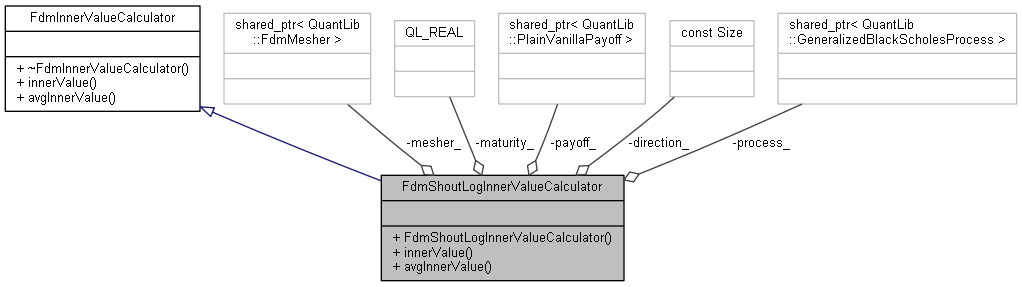 FdmInnerValueCalculator
+ ~FdmInnerValueCalculator()
+ innerValue()
+ avgInnerValue()
shared_ptr< QuantLib
::FdmMesher >
QL_REAL
shared_ptr< QuantLib
::PlainVanillaPayoff >
const Size
shared_ptr< QuantLib
::GeneralizedBlackScholesProcess >
-mesher_
-maturity_
-payoff_
-direction_
-process_
FdmShoutLogInnerValueCalculator
+ FdmShoutLogInnerValueCalculator()
+ innerValue()
+ avgInnerValue()